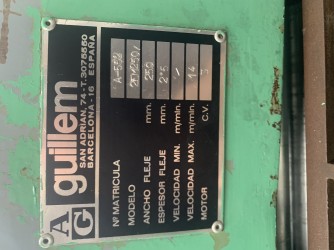 AG
guillem
SAN ADRIAN, 74 - T. 3075550
BARCELONA - 16 ESPAÑA
Nº MATRICULA
MODELO
ANCHO FLEJE 250 mm.
ESPESOR FLEJE 2*5 mm.
VELOCIDAD MIN. m/min.
VELOCIDAD MAX. 14 m/min.
MOTOR C.V.